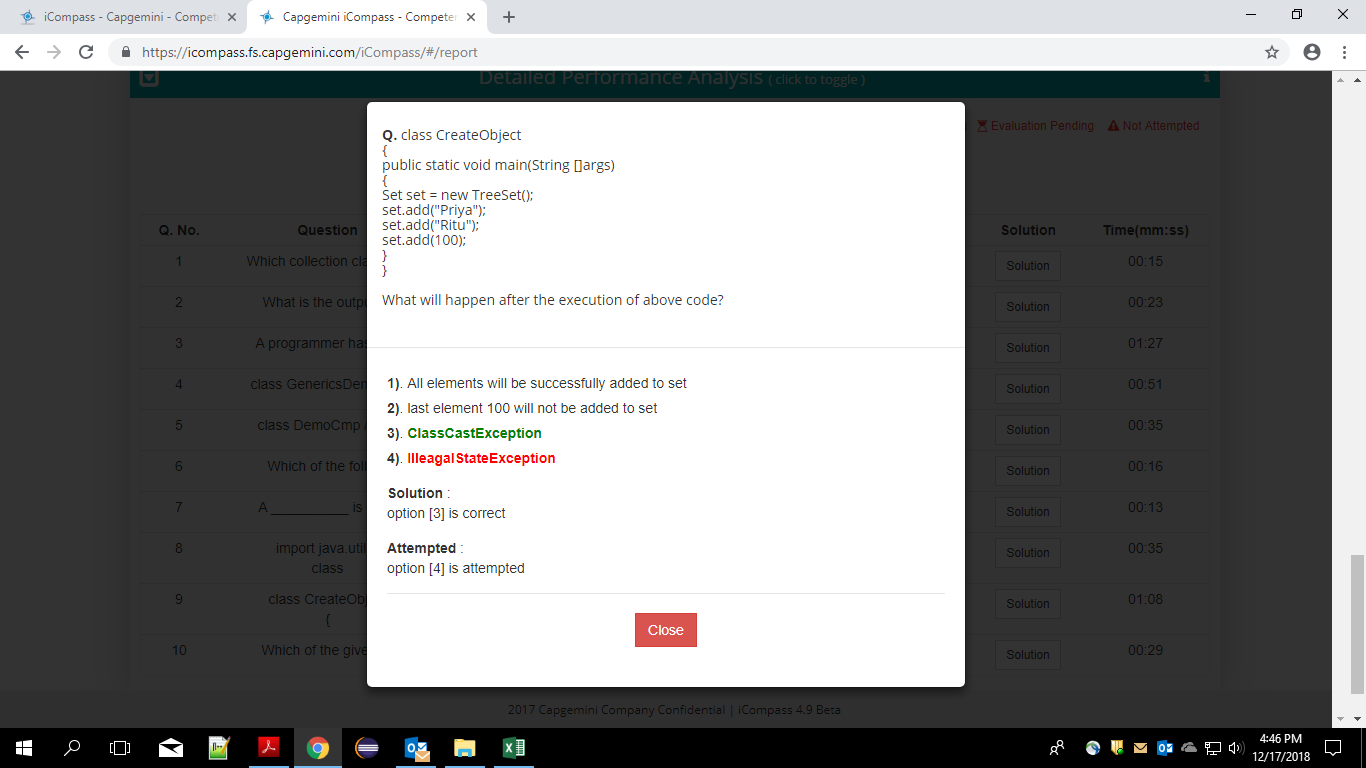 iCompass - Capgemini - Compet
Capgemini iCompass - Competen
https://icompass.fs.capgemini.com/iCompass/#/report
Detailed Performance Analysis ( click to toggle )
Evaluation Pending Not Attempted
Q. No. Question Solution Time(mm:ss)
1 Which collection cla Solution 00:15
2 What is the outp Solution 00:23
3 A programmer has Solution 01:27
4 class GenericsDem Solution 00:51
5 class DemoCmp Solution 00:35
6 Which of the foll Solution 00:16
7 A __________ is Solution 00:13
8 import java.util Solution 00:35
class
9 class CreateObj Solution 01:08
{
10 Which of the give Solution 00:29
Q. class CreateObject
{
public static void main(String []args)
{
Set set = new TreeSet();
set.add("Priya");
set.add("Ritu");
set.add(100);
}
}
What will happen after the execution of above code?
1). All elements will be successfully added to set
2). last element 100 will not be added to set
3). ClassCastException
4). IlleagalStateException
Solution :
option [3] is correct
Attempted :
option [4] is attempted
Close
2017 Capgemini Company Confidential | iCompass 4.9 Beta
4:46 PM
12/17/2018